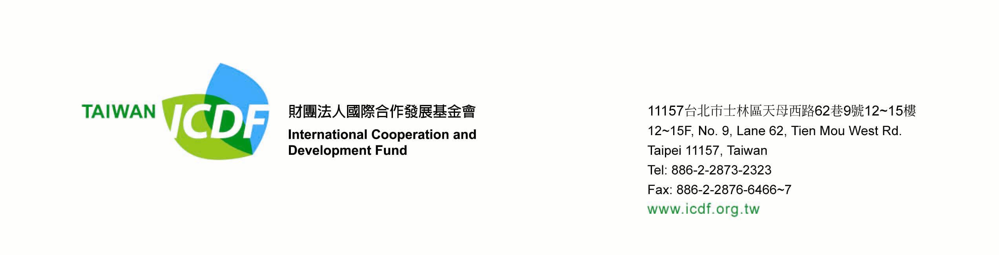 TAIWAN ICDF
財團法人國際合作發展基金會
International Cooperation and
Development Fund
11157台北市士林區天母西路62巷9號12~15樓
12~15F, No. 9, Lane 62, Tien Mou West Rd.
Taipei 11157, Taiwan
Tel: 886-2-2873-2323
Fax: 886-2-2876-6466~7
www.icdf.org.tw